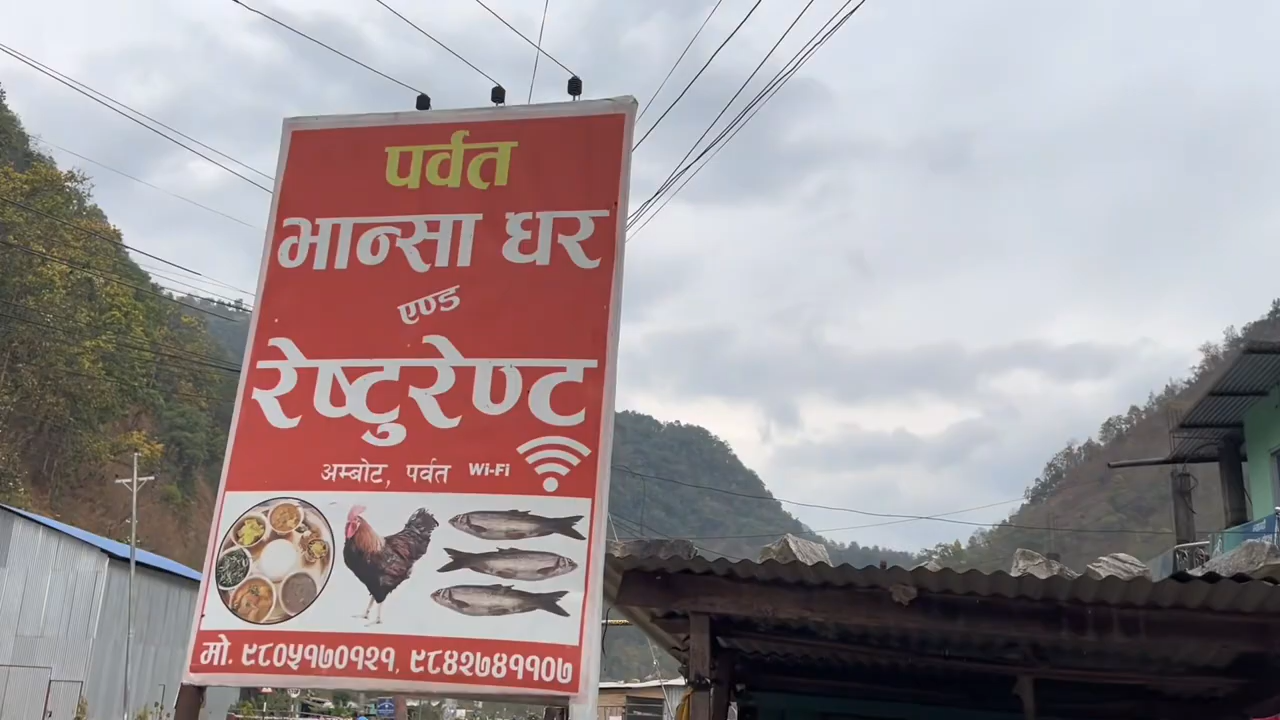 पर्वत
भान्सा घर
एण्ड
रेष्टुरेण्ट
अम्बोट, पर्वत Wi-Fi
मो. ९८०५१७०१२१, ९८४२७४११०७